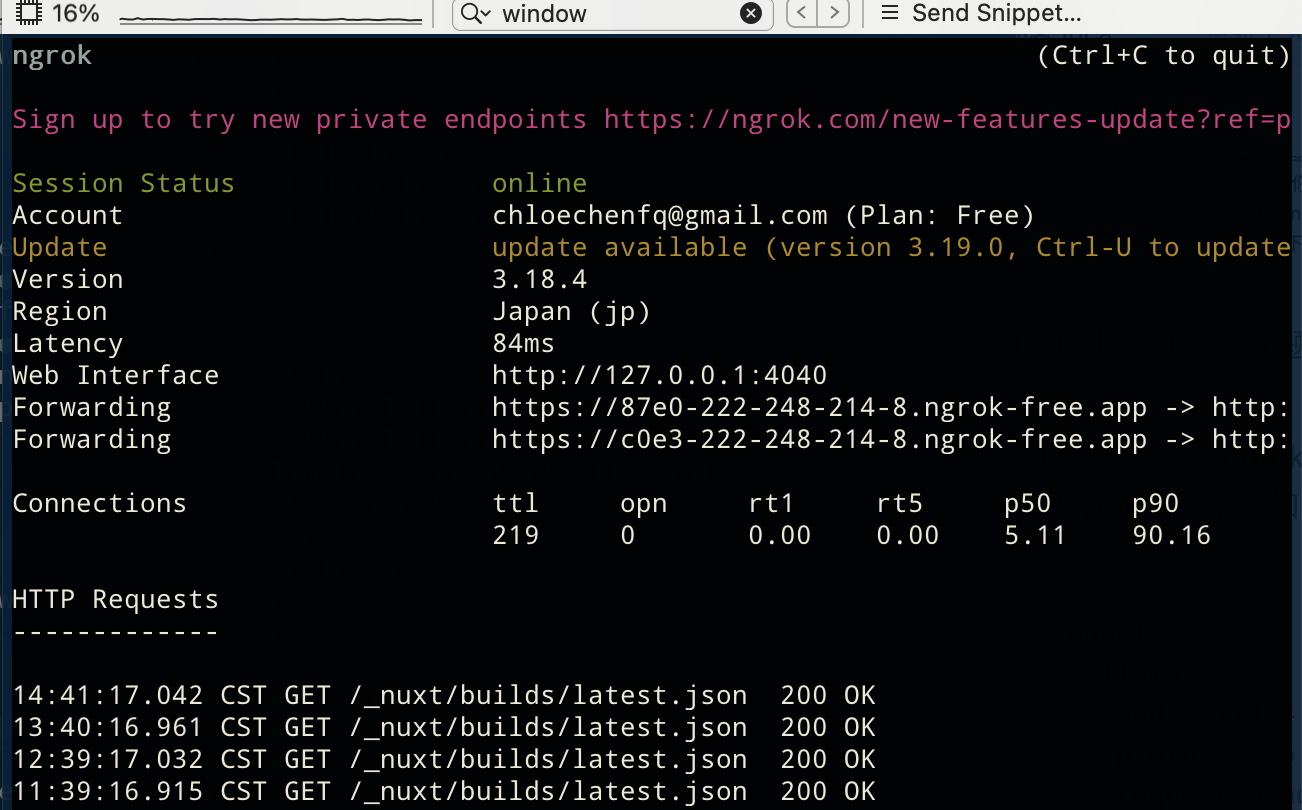 16% window Send Snippet...
ngrok (Ctrl+C to quit)
Sign up to try new private endpoints https://ngrok.com/new-features-update?ref=p
Session Status online
Account chloechenfq@gmail.com (Plan: Free)
Update update available (version 3.19.0, Ctrl-U to update
Version 3.18.4
Region Japan (jp)
Latency 84ms
Web Interface http://127.0.0.1:4040
Forwarding https://87e0-222-248-214-8.ngrok-free.app -> http:
Forwarding https://c0e3-222-248-214-8.ngrok-free.app -> http:
Connections ttl opn rt1 rt5 p50 p90
219 0 0.00 0.00 5.11 90.16
HTTP Requests
-------------
14:41:17.042 CST GET /_nuxt/builds/latest.json 200 OK
13:40:16.961 CST GET /_nuxt/builds/latest.json 200 OK
12:39:17.032 CST GET /_nuxt/builds/latest.json 200 OK
11:39:16.915 CST GET /_nuxt/builds/latest.json 200 OK